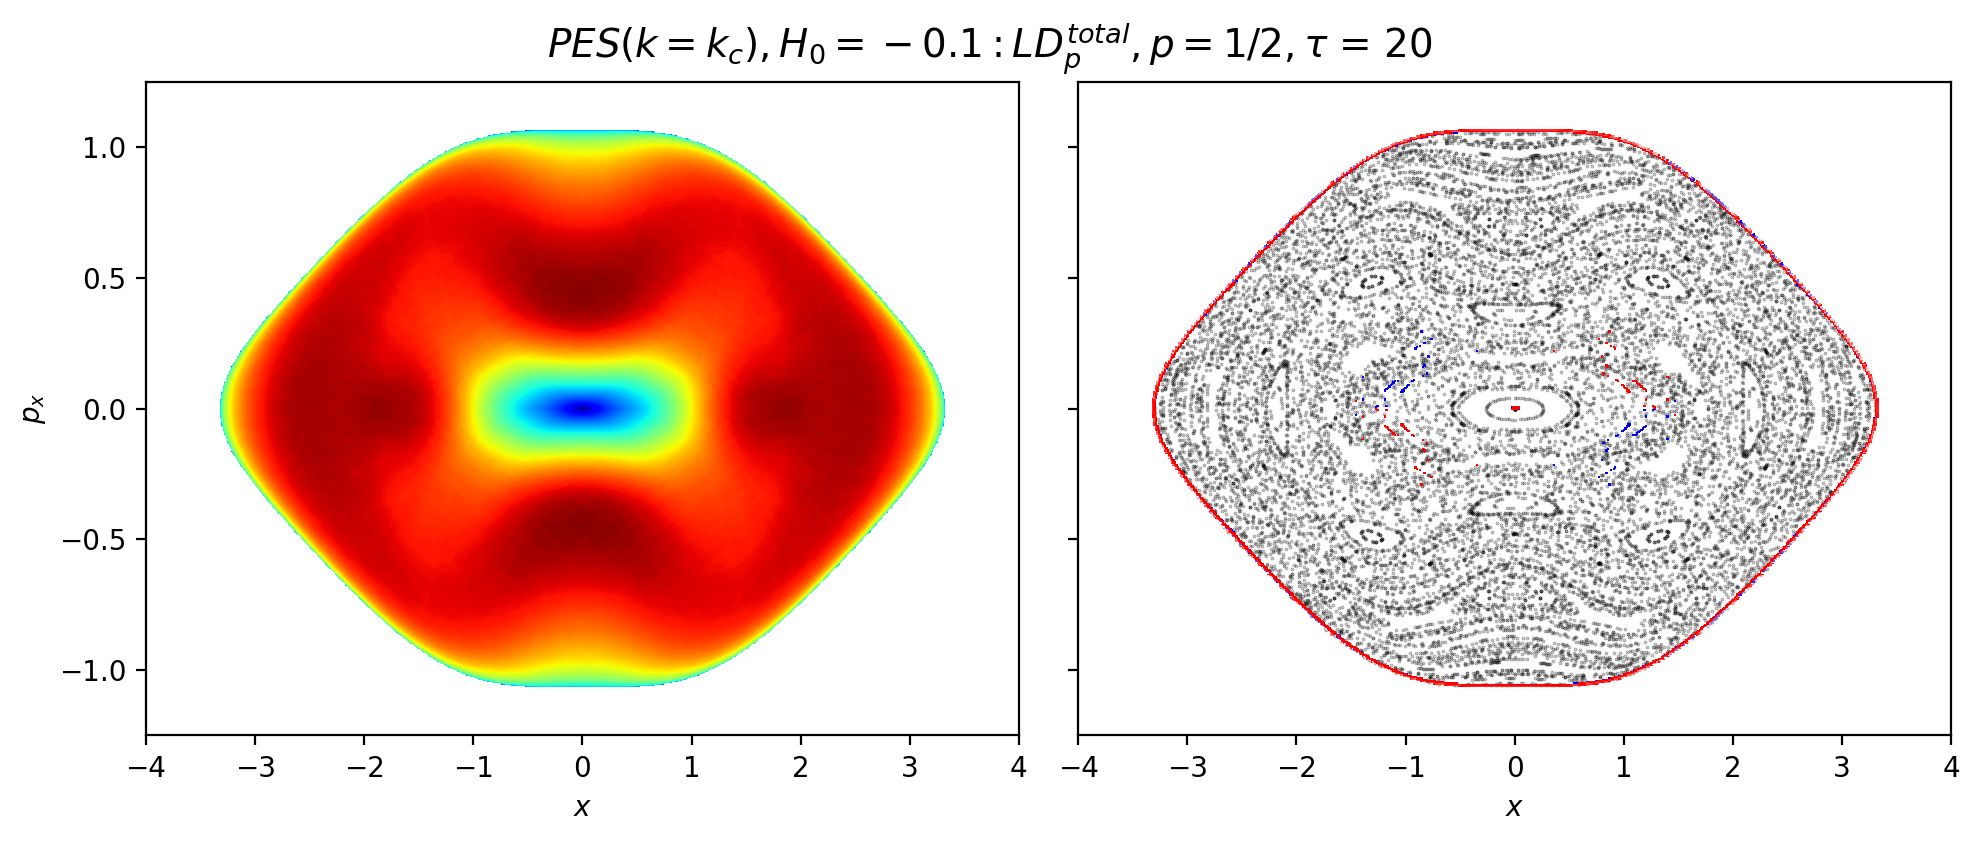 PES(k = k_c), H_0 = −0.1 : LD_p^{total}, p = 1/2, τ = 20
1.0
0.5
0.0
−0.5
−1.0
p_x
−4 −3 −2 −1 0 1 2 3 4
x
−4 −3 −2 −1 0 1 2 3 4
x